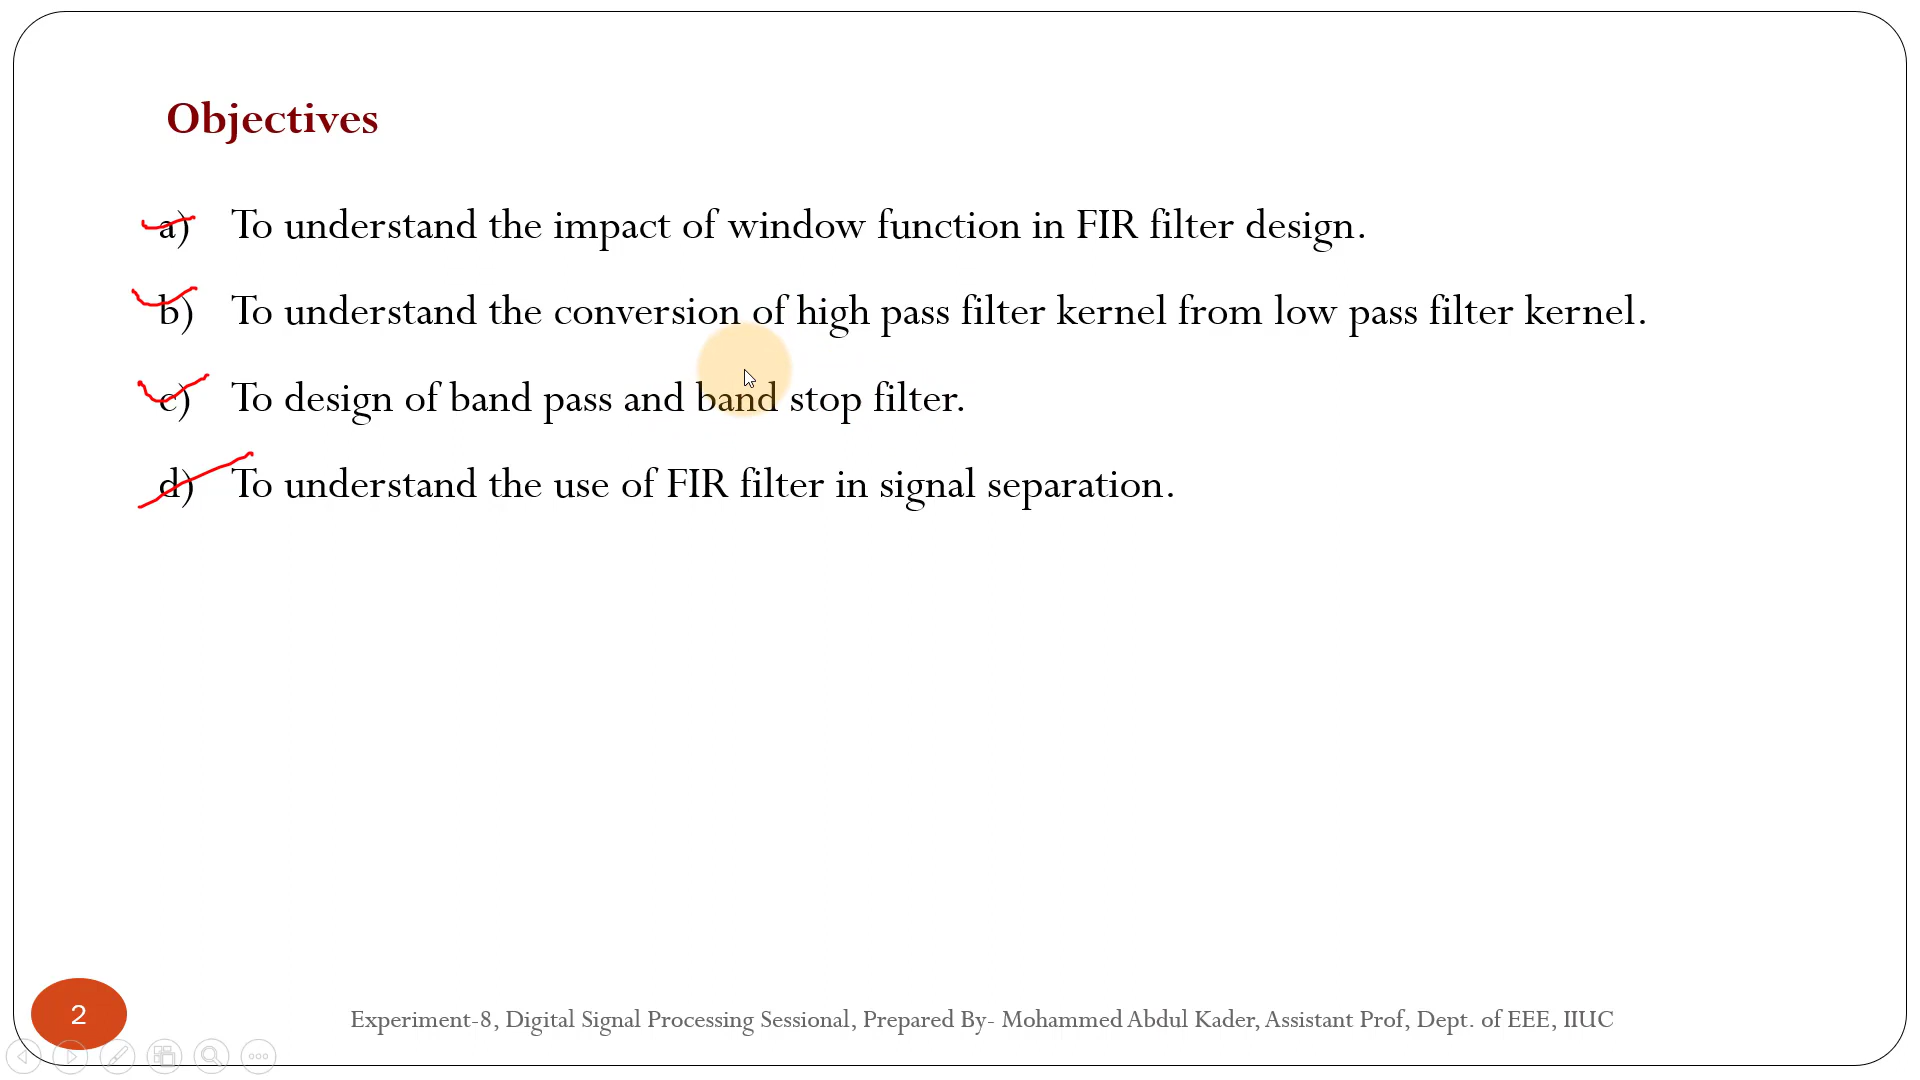 Objectives
a) To understand the impact of window function in FIR filter design.
b) To understand the conversion of high pass filter kernel from low pass filter kernel.
c) To design of band pass and band stop filter.
d) To understand the use of FIR filter in signal separation.
2
Experiment-8, Digital Signal Processing Sessional, Prepared By- Mohammed Abdul Kader, Assistant Prof, Dept. of EEE, IIUC